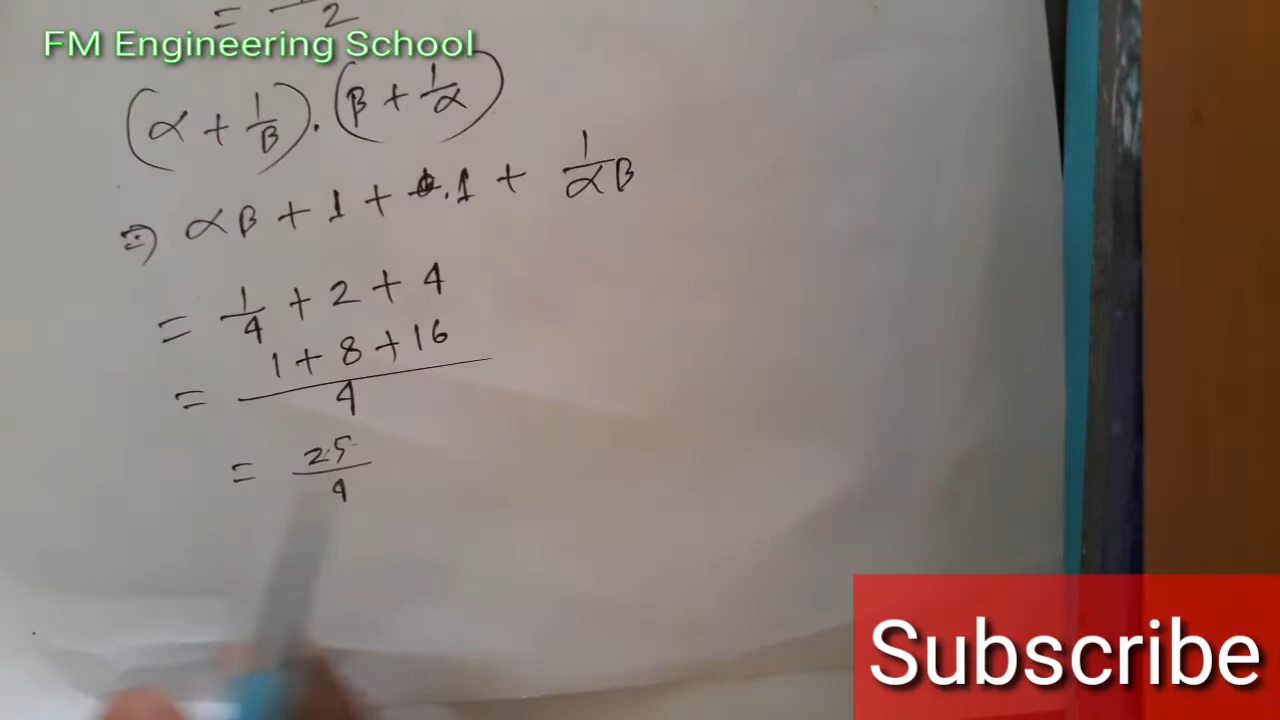 = 2
FM Engineering School
(α + 1/β) . (β + 1/α)
⇒ αβ + 1 + .1 + 1/αβ
= 1/4 + 2 + 4
= 1 + 8 + 16 / 4
= 25/4
Subscribe